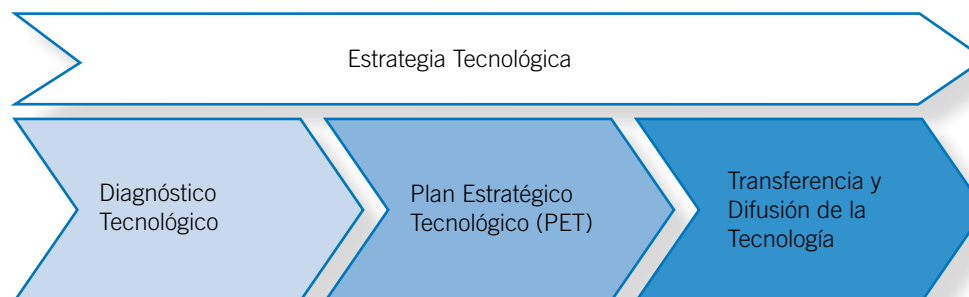 Estrategia Tecnológica
Diagnóstico
Tecnológico
Plan Estratégico
Tecnológico (PET)
Transferencia y
Difusión de la
Tecnología